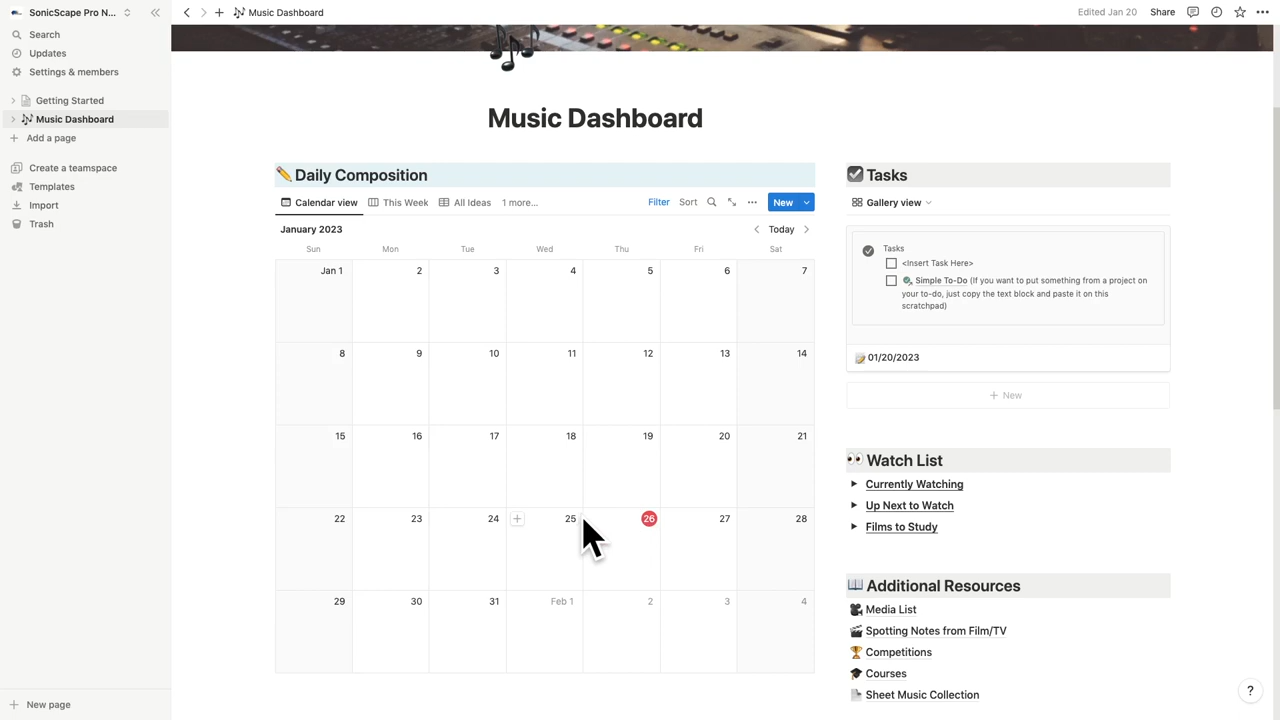 SonicScape Pro N...
Search
Updates
Settings & members
Getting Started
Music Dashboard
Add a page
Create a teamspace
Templates
Import
Trash
New page
Music Dashboard
Edited Jan 20
Share
Music Dashboard
Daily Composition
Calendar view
This Week
All Ideas
1 more...
Filter
Sort
New
January 2023
Today
Sun Mon Tue Wed Thu Fri Sat
Jan 1 2 3 4 5 6 7
8 9 10 11 12 13 14
15 16 17 18 19 20 21
22 23 24 25 26 27 28
29 30 31 Feb 1 2 3 4
Tasks
Gallery view
Tasks
<Insert Task Here>
Simple To-Do (If you want to put something from a project on
your to-do, just copy the text block and paste it on this
scratchpad)
01/20/2023
New
Watch List
Currently Watching
Up Next to Watch
Films to Study
Additional Resources
Media List
Spotting Notes from Film/TV
Competitions
Courses
Sheet Music Collection
?